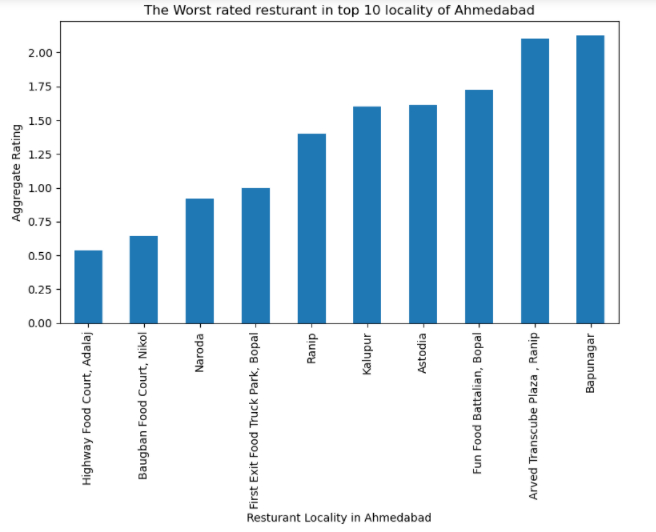 The Worst rated resturant in top 10 locality of Ahmedabad
Aggregate Rating
2.00
1.75
1.50
1.25
1.00
0.75
0.50
0.25
0.00
Highway Food Court, Adalaj
Baugban Food Court, Nikol
Naroda
First Exit Food Truck Park, Bopal
Ranip
Kalupur
Astodia
Fun Food Battalian, Bopal
Arved Transcube Plaza , Ranip
Bapunagar
Resturant Locality in Ahmedabad